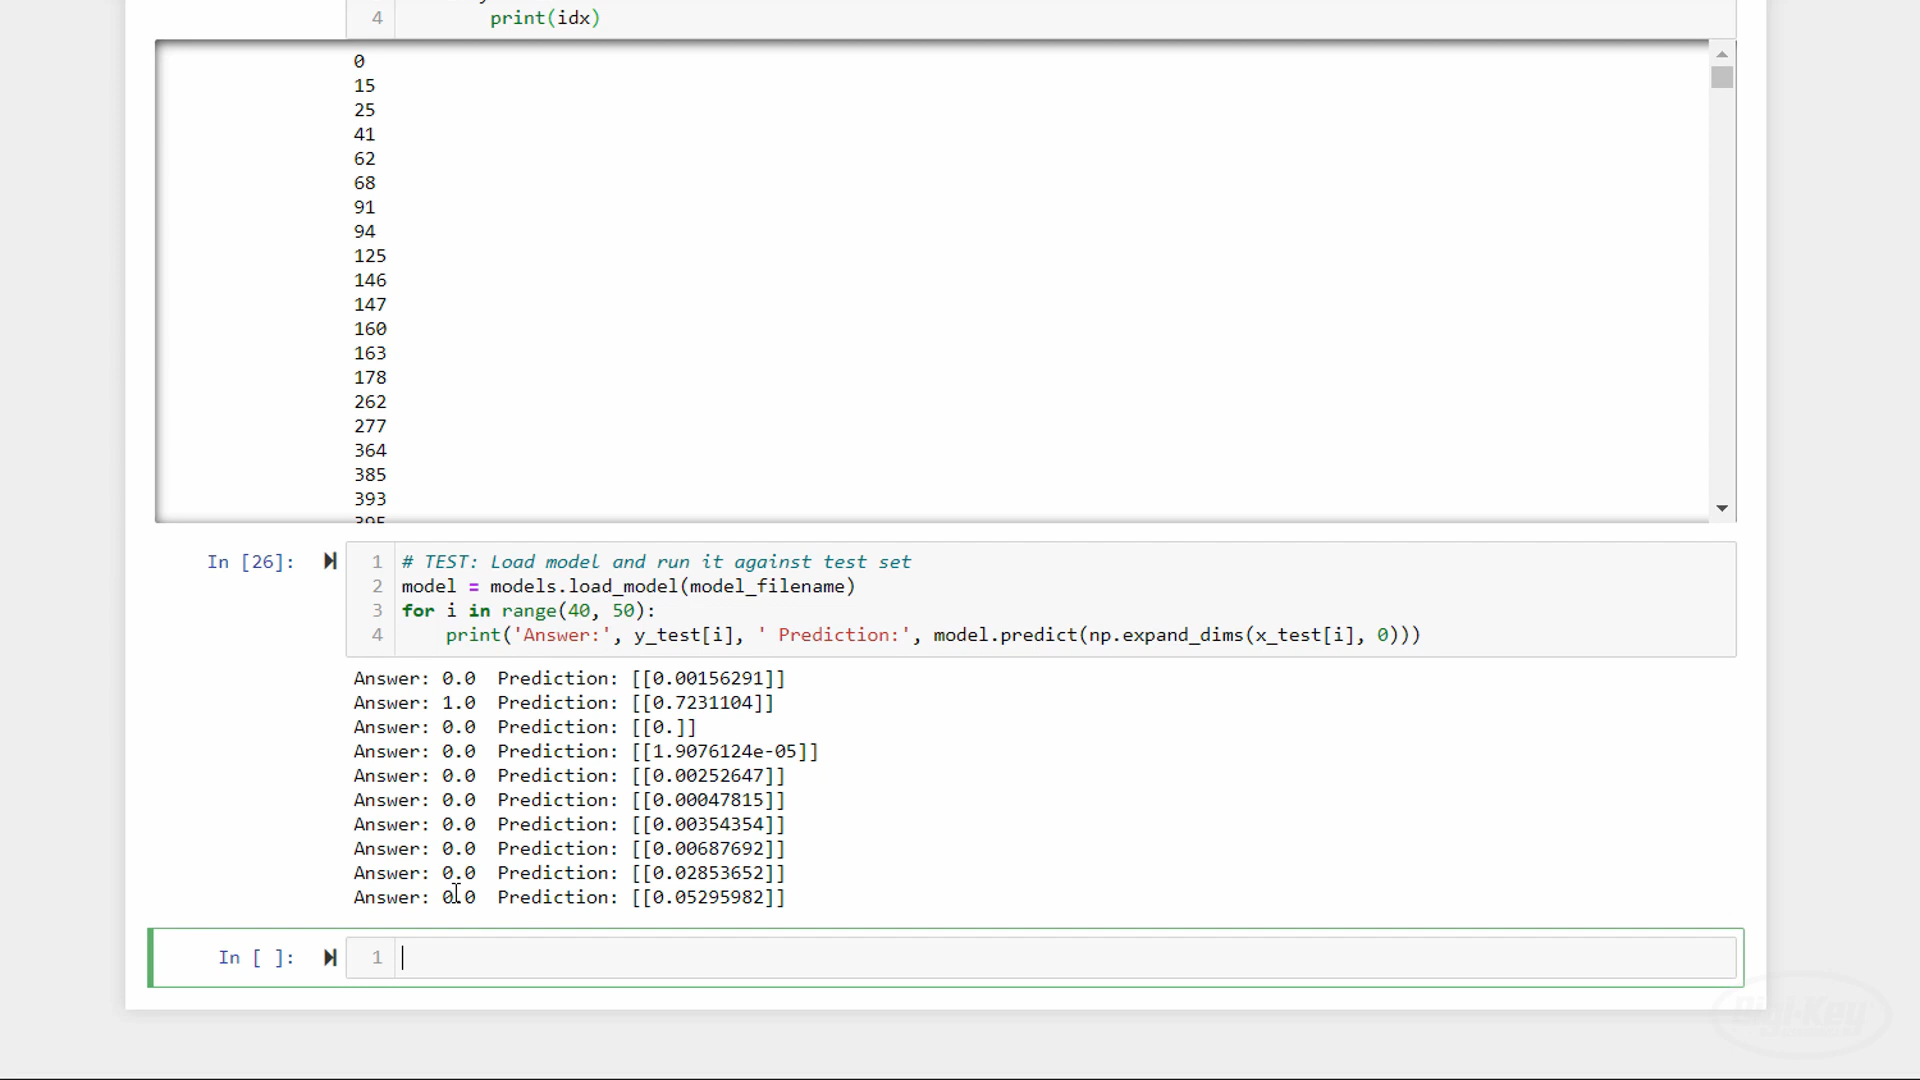 4 print(idx)
0
15
25
41
62
68
91
94
125
146
147
160
163
178
262
277
364
385
393
395
In [26]:
1 # TEST: Load model and run it against test set
2 model = models.load_model(model_filename)
3 for i in range(40, 50):
4 print('Answer:', y_test[i], ' Prediction:', model.predict(np.expand_dims(x_test[i], 0)))
Answer: 0.0 Prediction: [[0.00156291]]
Answer: 1.0 Prediction: [[0.7231104]]
Answer: 0.0 Prediction: [[0.]]
Answer: 0.0 Prediction: [[1.9076124e-05]]
Answer: 0.0 Prediction: [[0.00252647]]
Answer: 0.0 Prediction: [[0.00047815]]
Answer: 0.0 Prediction: [[0.00354354]]
Answer: 0.0 Prediction: [[0.00687692]]
Answer: 0.0 Prediction: [[0.02853652]]
Answer: 0.0 Prediction: [[0.05295982]]
In [ ]: 1
Digi-Key